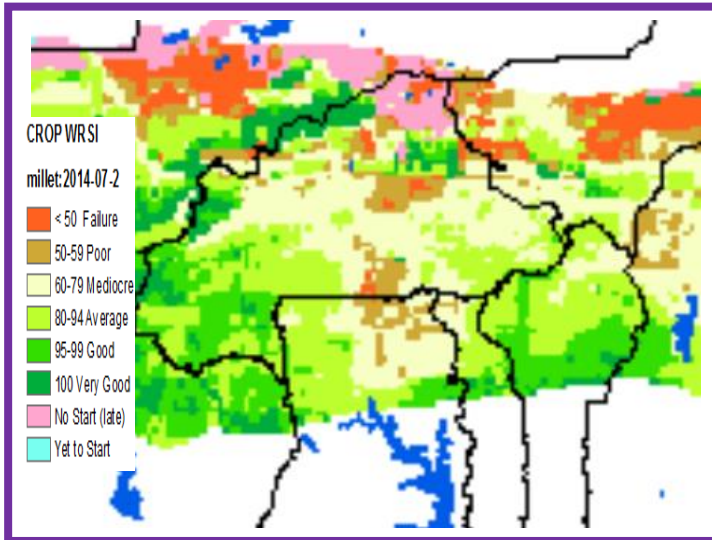 CROP WRSI
millet:2014-07-2
< 50 Failure
50-59 Poor
60-79 Mediocre
80-94 Average
95-99 Good
100 Very Good
No Start (late)
Yet to Start